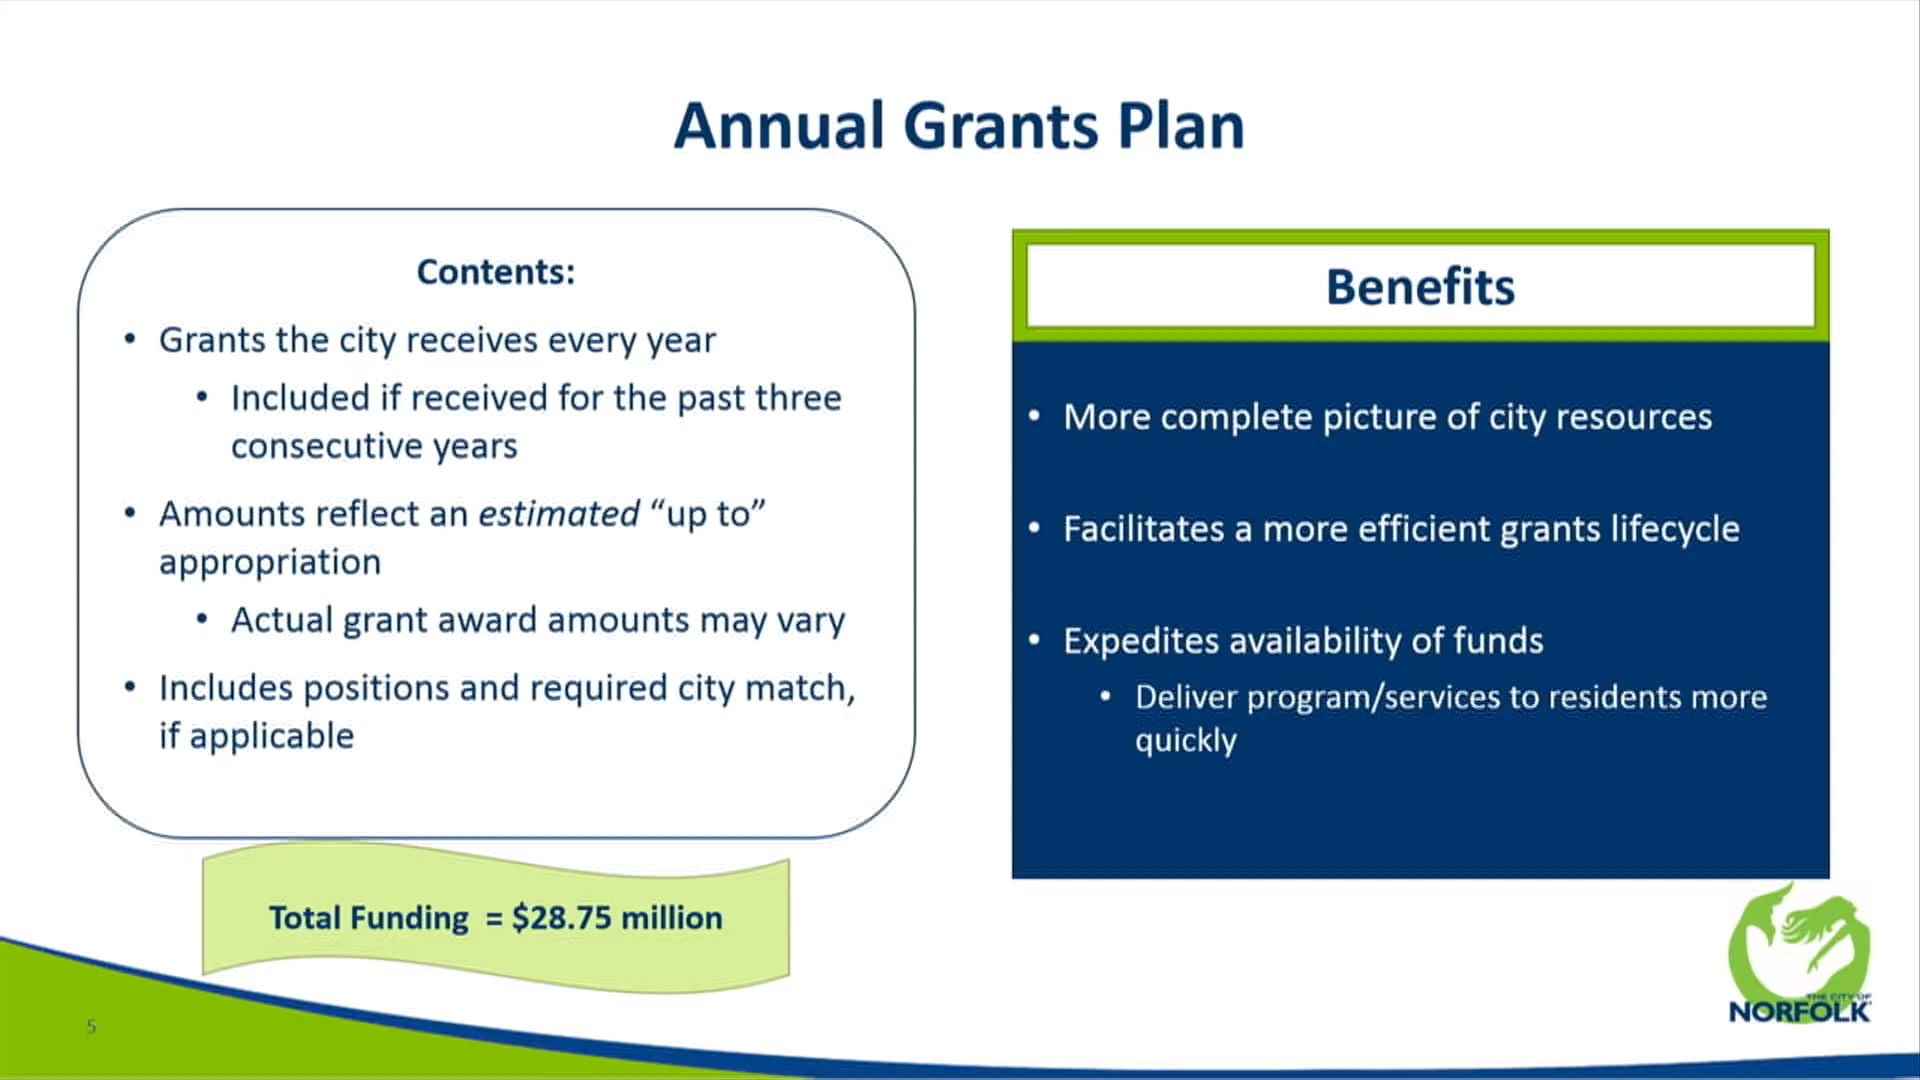 Annual Grants Plan
Contents:
• Grants the city receives every year
• Included if received for the past three
consecutive years
• Amounts reflect an estimated “up to”
appropriation
• Actual grant award amounts may vary
• Includes positions and required city match,
if applicable
Total Funding = $28.75 million
Benefits
• More complete picture of city resources
• Facilitates a more efficient grants lifecycle
• Expedites availability of funds
• Deliver program/services to residents more
quickly
THE CITY OF
NORFOLK
5